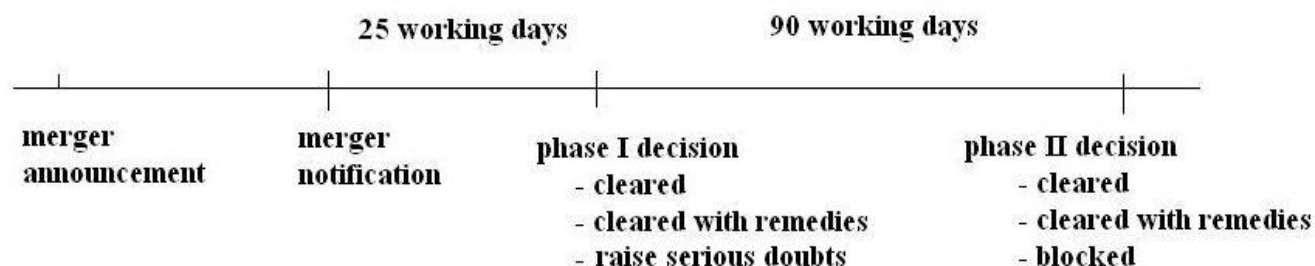 25 working days
90 working days
merger
announcement
merger
notification
phase I decision
- cleared
- cleared with remedies
- raise serious doubts
phase II decision
- cleared
- cleared with remedies
- blocked